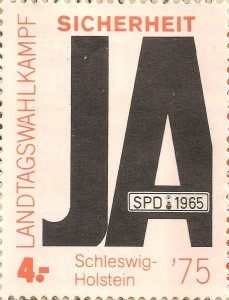 SICHERHEIT
LANDTAGSWAHLKAMPF
JA
SPD 1965
4.-
Schleswig-
Holstein
'75